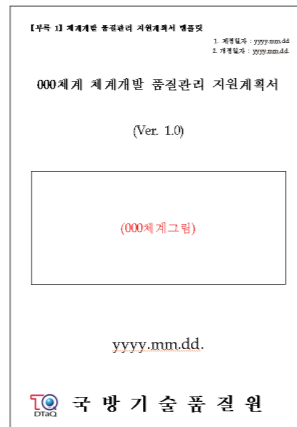 【부록 1】 체계개발 품질관리 지원계획서 템플릿
1. 제정일자 : yyyy.mm.dd
2. 개정일자 : yyyy.mm.dd
000체계 체계개발 품질관리 지원계획서
(Ver. 1.0)
(000체계그림)
yyyy.mm.dd.
DTaQ 국방기술품질원